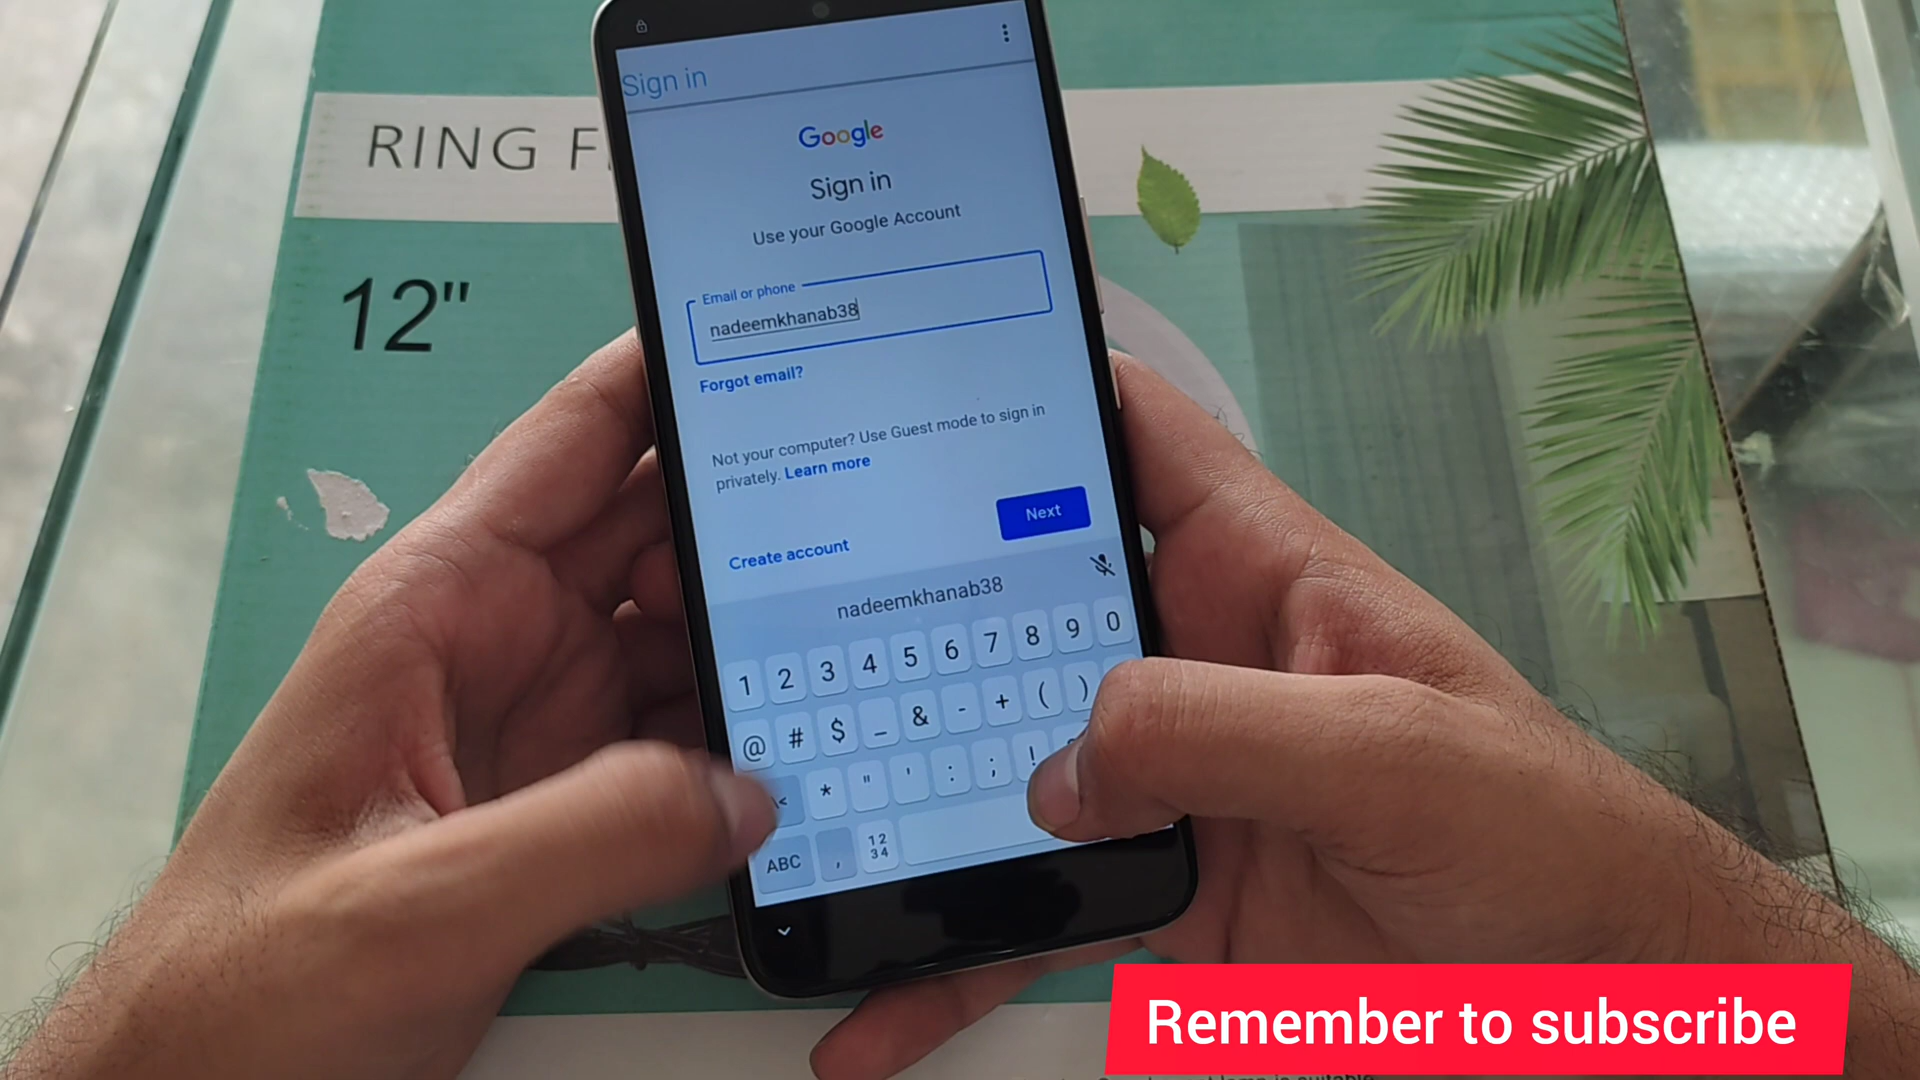 RING F
12"
Sign in
Google
Sign in
Use your Google Account
Email or phone
nadeemkhanab38
Forgot email?
Not your computer? Use Guest mode to sign in
privately. Learn more
Next
Create account
nadeemkhanab38
1 2 3 4 5 6 7 8 9 0
@ # $ _ & - + ( )
< * " ' : ; !
ABC , 12
34
Remember to subscribe